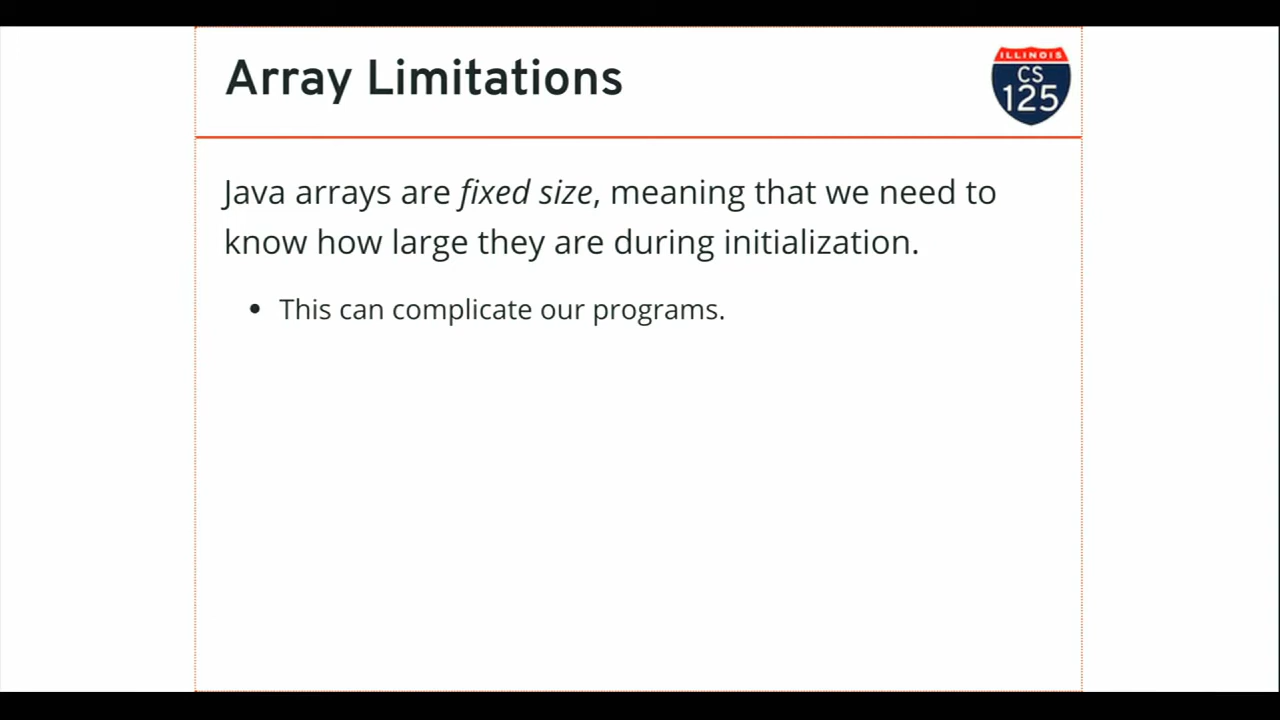 Array Limitations
ILLINOIS
CS
125
Java arrays are fixed size, meaning that we need to
know how large they are during initialization.
• This can complicate our programs.